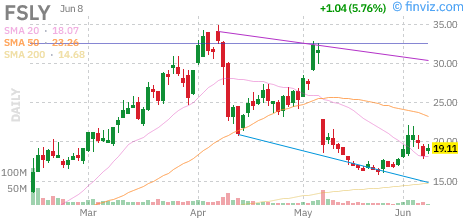 FSLY Jun 8
+1.04 (5.76%)
© finviz.com
SMA 20 - 18.07
SMA 50 - 23.26
SMA 200 - 14.68
DAILY
35.00
30.00
25.00
20.00
19.11
15.00
100M
50M
Mar Apr May Jun